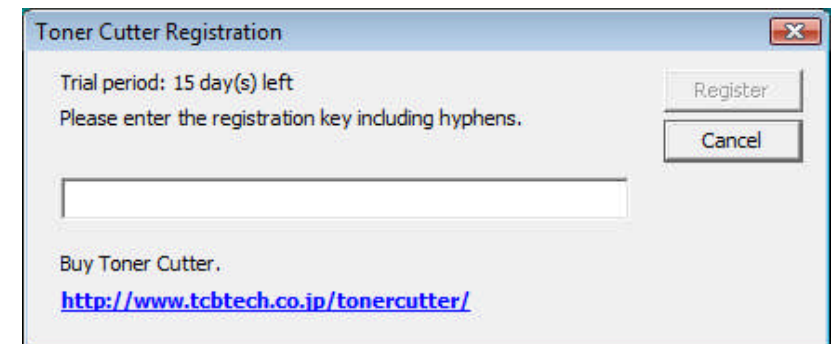 Toner Cutter Registration
Trial period: 15 day(s) left
Register
Please enter the registration key including hyphens.
Cancel
Buy Toner Cutter.
http://www.tcbtech.co.jp/tonercutter/